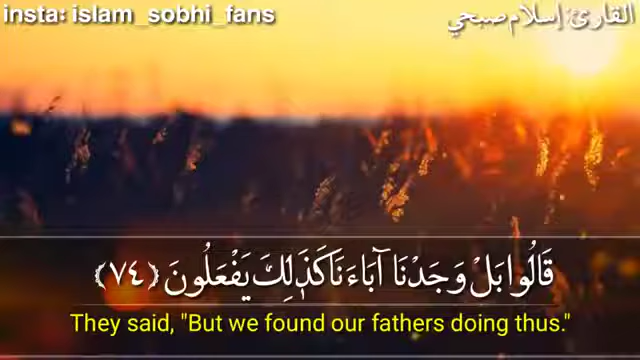 insta: islam_sobhi_fans
القارئ: إسلام صبحي
قَالُوا بَلْ وَجَدْنَا آبَاءَنَا كَذَٰلِكَ يَفْعَلُونَ ﴿٧٤﴾
They said, "But we found our fathers doing thus."